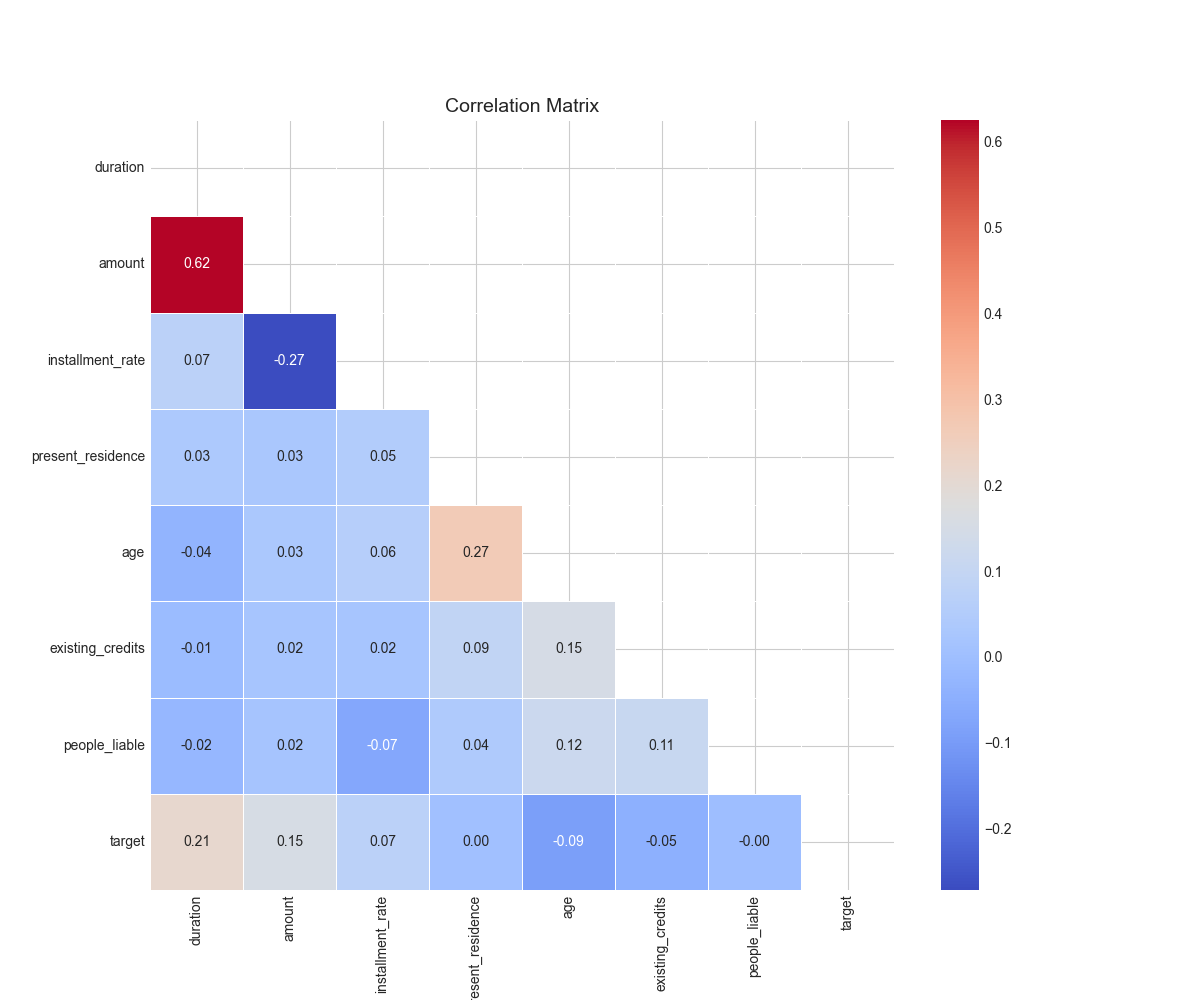 Correlation Matrix
duration
amount 0.62
installment_rate 0.07 -0.27
present_residence 0.03 0.03 0.05
age -0.04 0.03 0.06 0.27
existing_credits -0.01 0.02 0.02 0.09 0.15
people_liable -0.02 0.02 -0.07 0.04 0.12 0.11
target 0.21 0.15 0.07 0.00 -0.09 -0.05 -0.00
duration
amount
installment_rate
resent_residence
age
existing_credits
people_liable
target
0.6
0.5
0.4
0.3
0.2
0.1
0.0
−0.1
−0.2